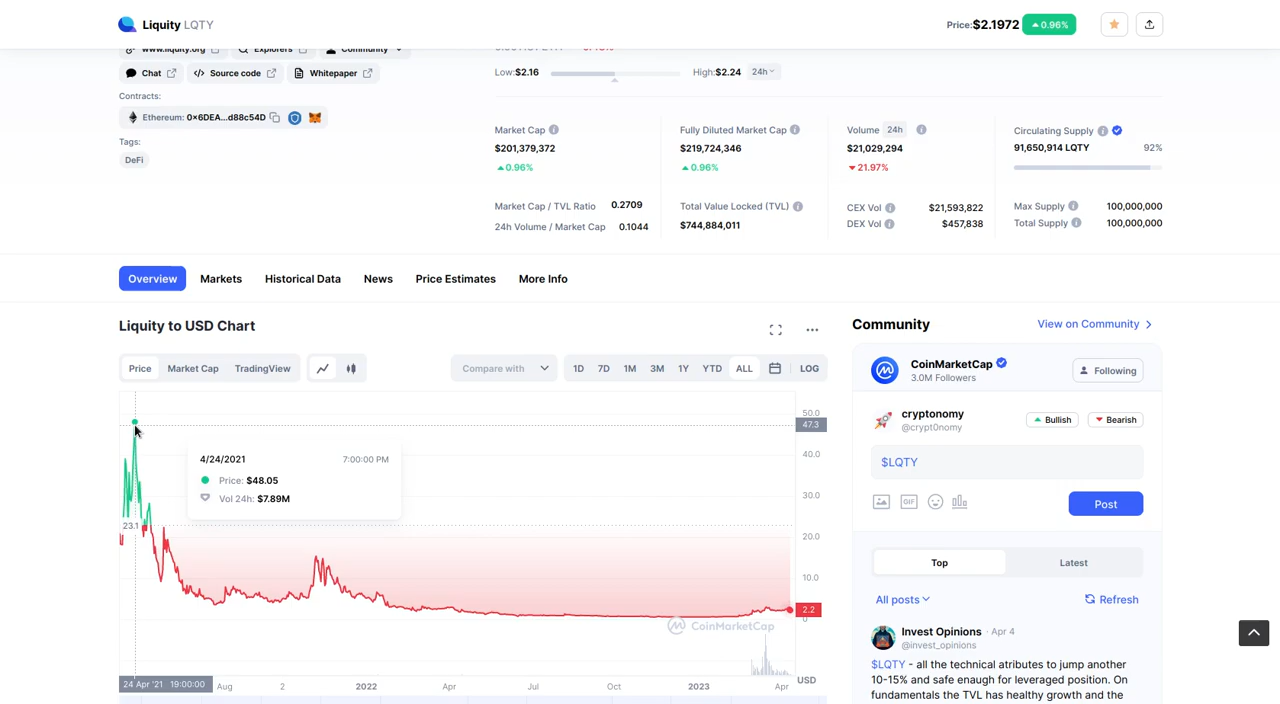 Liquity LQTY
Price: $2.1972 0.96%
www.liquity.org Explorers Community
Low: $2.16 High: $2.24 24h
Chat Source code Whitepaper
Contracts:
Ethereum: 0x6DEA...d88c54D
Tags:
DeFi
Market Cap
$201,379,372
0.96%
Fully Diluted Market Cap
$219,724,346
0.96%
Volume 24h
$21,029,294
21.97%
Circulating Supply
91,650,914 LQTY 92%
Market Cap / TVL Ratio 0.2709
24h Volume / Market Cap 0.1044
Total Value Locked (TVL)
$744,884,011
CEX Vol $21,593,822
DEX Vol $457,838
Max Supply 100,000,000
Total Supply 100,000,000
Overview Markets Historical Data News Price Estimates More Info
Liquity to USD Chart
Price Market Cap TradingView
Compare with
1D 7D 1M 3M 1Y YTD ALL LOG
50.0
47.3
40.0
30.0
20.0
10.0
2.2
0
23.1
4/24/2021 7:00:00 PM
Price: $48.05
Vol 24h: $7.89M
CoinMarketCap
24 Apr '21 19:00:00 Aug 2 2022 Apr Jul Oct 2023 Apr
USD
Community
View on Community
CoinMarketCap
3.0M Followers
Following
cryptonomy
@crypt0nomy
Bullish Bearish
$LQTY
GIF
Post
Top Latest
All posts Refresh
Invest Opinions · Apr 4
@invest_opinions
$LQTY - all the technical atributes to jump another
10-15% and safe enaugh for leveraged position. On
fundamentals the TVL has healthy growth and the